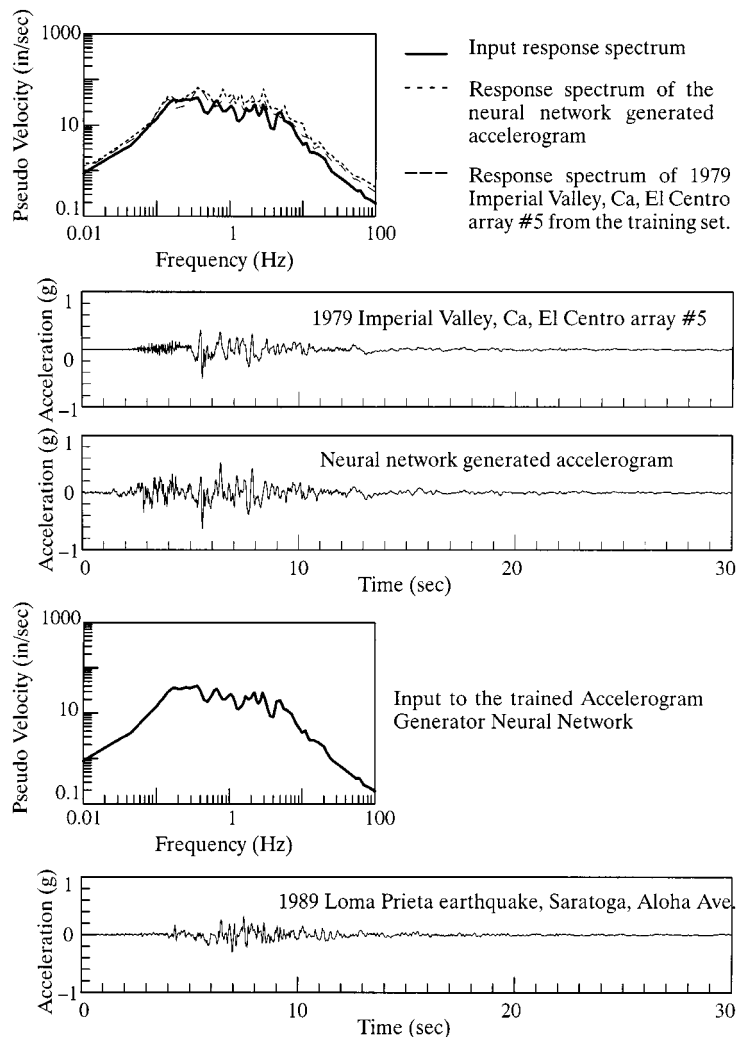 Pseudo Velocity (in/sec)
1000
10
0.1
0.01
1
100
Frequency (Hz)
Input response spectrum
Response spectrum of the
neural network generated
accelerogram
Response spectrum of 1979
Imperial Valley, Ca, El Centro
array #5 from the training set.
Acceleration (g)
1
0
−1
1979 Imperial Valley, Ca, El Centro array #5
Acceleration (g)
1
0
−1
Neural network generated accelerogram
0
10
20
30
Time (sec)
Pseudo Velocity (in/sec)
1000
10
0.1
0.01
1
100
Frequency (Hz)
Input to the trained Accelerogram
Generator Neural Network
Acceleration (g)
1
0
−1
1989 Loma Prieta earthquake, Saratoga, Aloha Ave.
0
10
20
30
Time (sec)